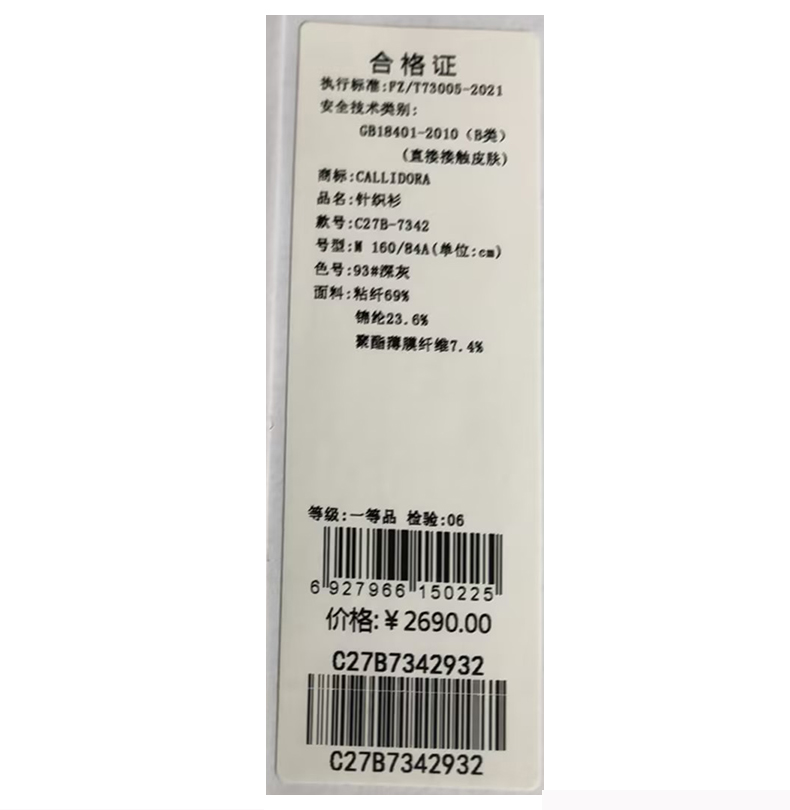 合格证
执行标准:FZ/T73005-2021
安全技术类别:
GB18401-2010（B类）
(直接接触皮肤)
商标:CALLIDORA
品名:针织衫
款号:C27B-7342
号型:M 160/84A(单位:cm)
色号:93#深灰
面料:粘纤69%
锦纶23.6%
聚酯薄膜纤维7.4%
等级:一等品 检验:06
6 927966 150225
价格:￥2690.00
C27B7342932
C27B7342932